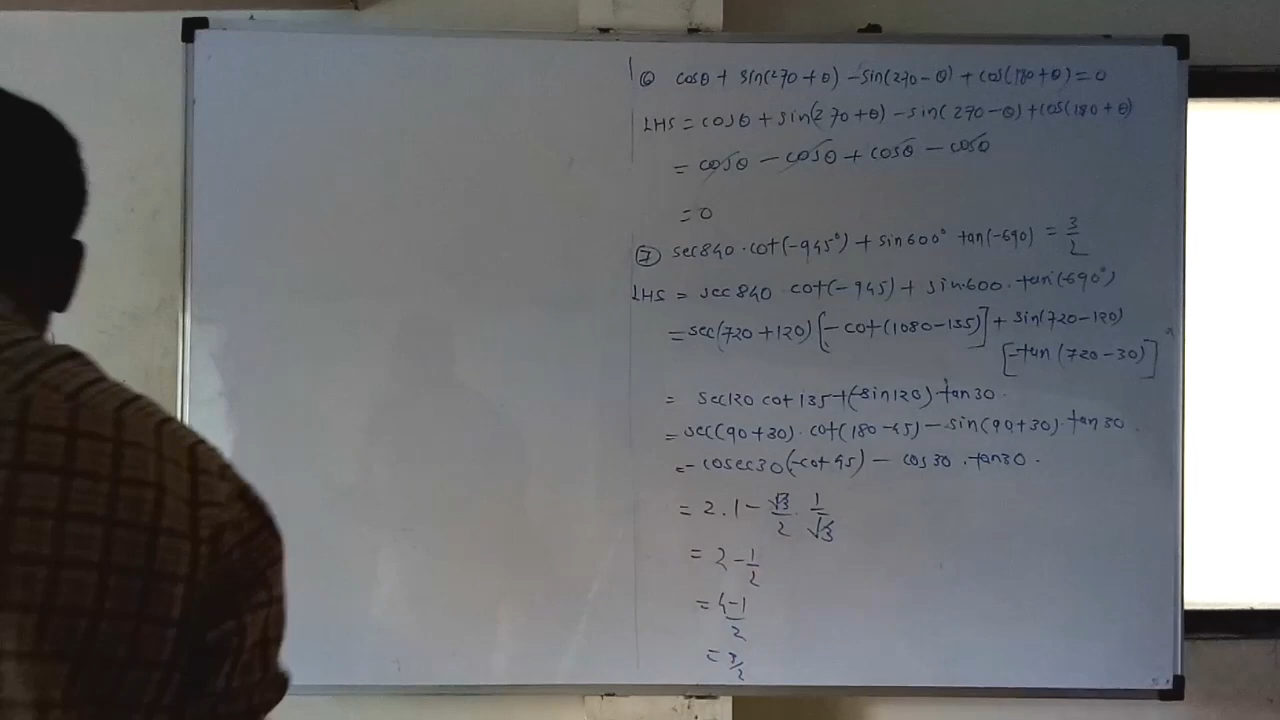 ⑥ cosθ + sin(270 + θ) - sin(270 - θ) + cos(180 + θ) = 0
LHS = cosθ + sin(270 + θ) - sin(270 - θ) + cos(180 + θ)
= cosθ - cosθ + cosθ - cosθ
= 0
⑦ sec840 · cot(-945°) + sin600° tan(-690) = 3/2
LHS = sec840 cot(-945) + sin600 · tan(-690°)
= sec(720 + 120) [- cot(1080 - 135)] + sin(720 - 120)
[-tan(720 - 30)]
= sec120 cot135 + (-sin120) · tan30
= sec(90 + 30) · cot(180 - 45) - sin(90 + 30) · tan30
= - cosec30 (-cot45) - cos30 · tan30 ·
= 2 · 1 - √3/2 · 1/√3
= 2 - 1/2
= 4-1/2
= 3/2